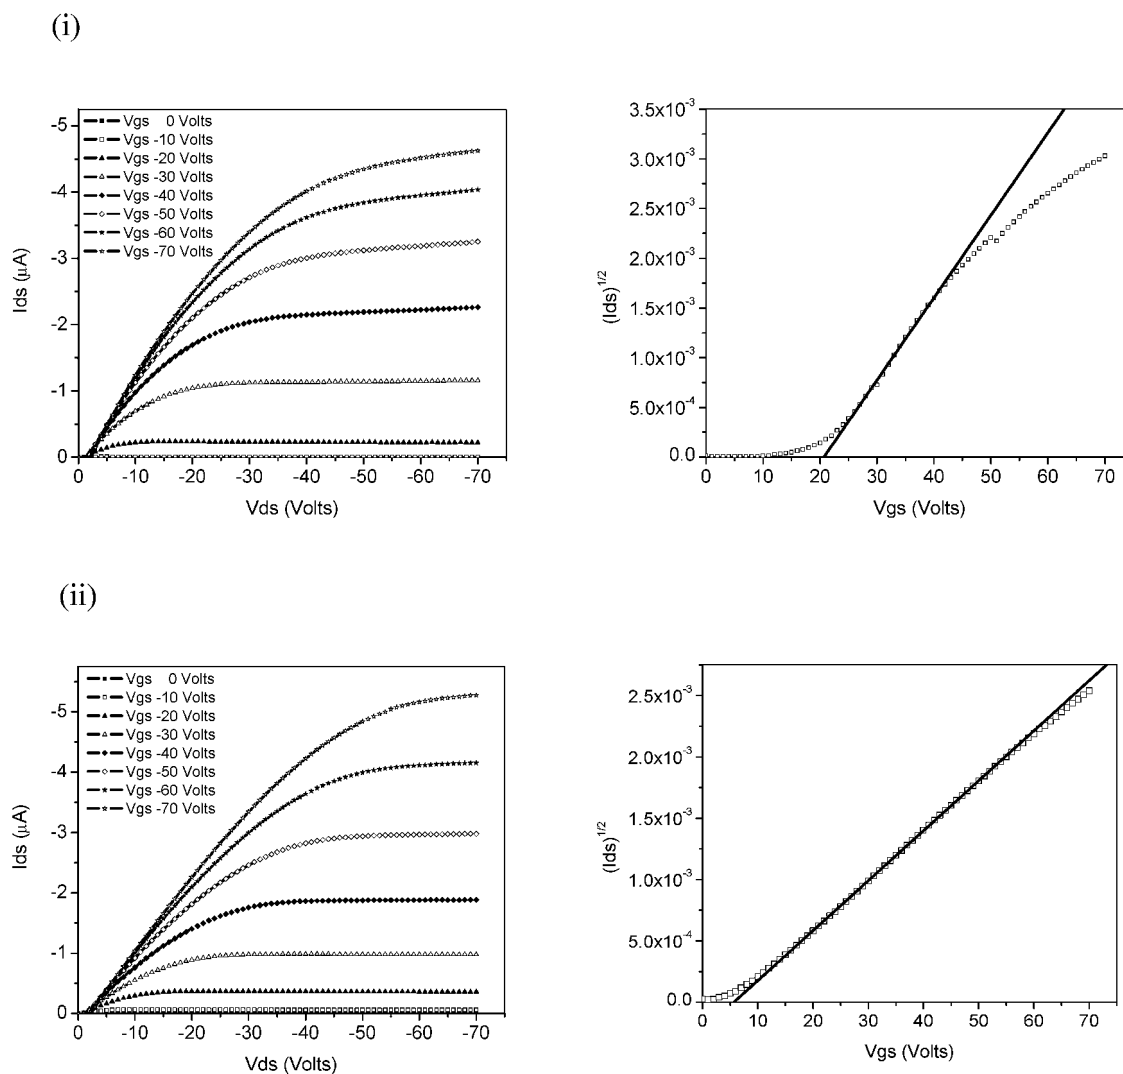 (i)
-5
-4
-3
-2
-1
0
Ids (μA)
Vgs 0 Volts
Vgs -10 Volts
Vgs -20 Volts
Vgs -30 Volts
Vgs -40 Volts
Vgs -50 Volts
Vgs -60 Volts
Vgs -70 Volts
0 -10 -20 -30 -40 -50 -60 -70
Vds (Volts)
3.5x10⁻³
3.0x10⁻³
2.5x10⁻³
2.0x10⁻³
1.5x10⁻³
1.0x10⁻³
5.0x10⁻⁴
0.0
(Ids)¹ᐟ²
0 10 20 30 40 50 60 70
Vgs (Volts)
(ii)
-5
-4
-3
-2
-1
0
Ids (μA)
Vgs 0 Volts
Vgs -10 Volts
Vgs -20 Volts
Vgs -30 Volts
Vgs -40 Volts
Vgs -50 Volts
Vgs -60 Volts
Vgs -70 Volts
0 -10 -20 -30 -40 -50 -60 -70
Vds (Volts)
2.5x10⁻³
2.0x10⁻³
1.5x10⁻³
1.0x10⁻³
5.0x10⁻⁴
0.0
(Ids)¹ᐟ²
0 10 20 30 40 50 60 70
Vgs (Volts)